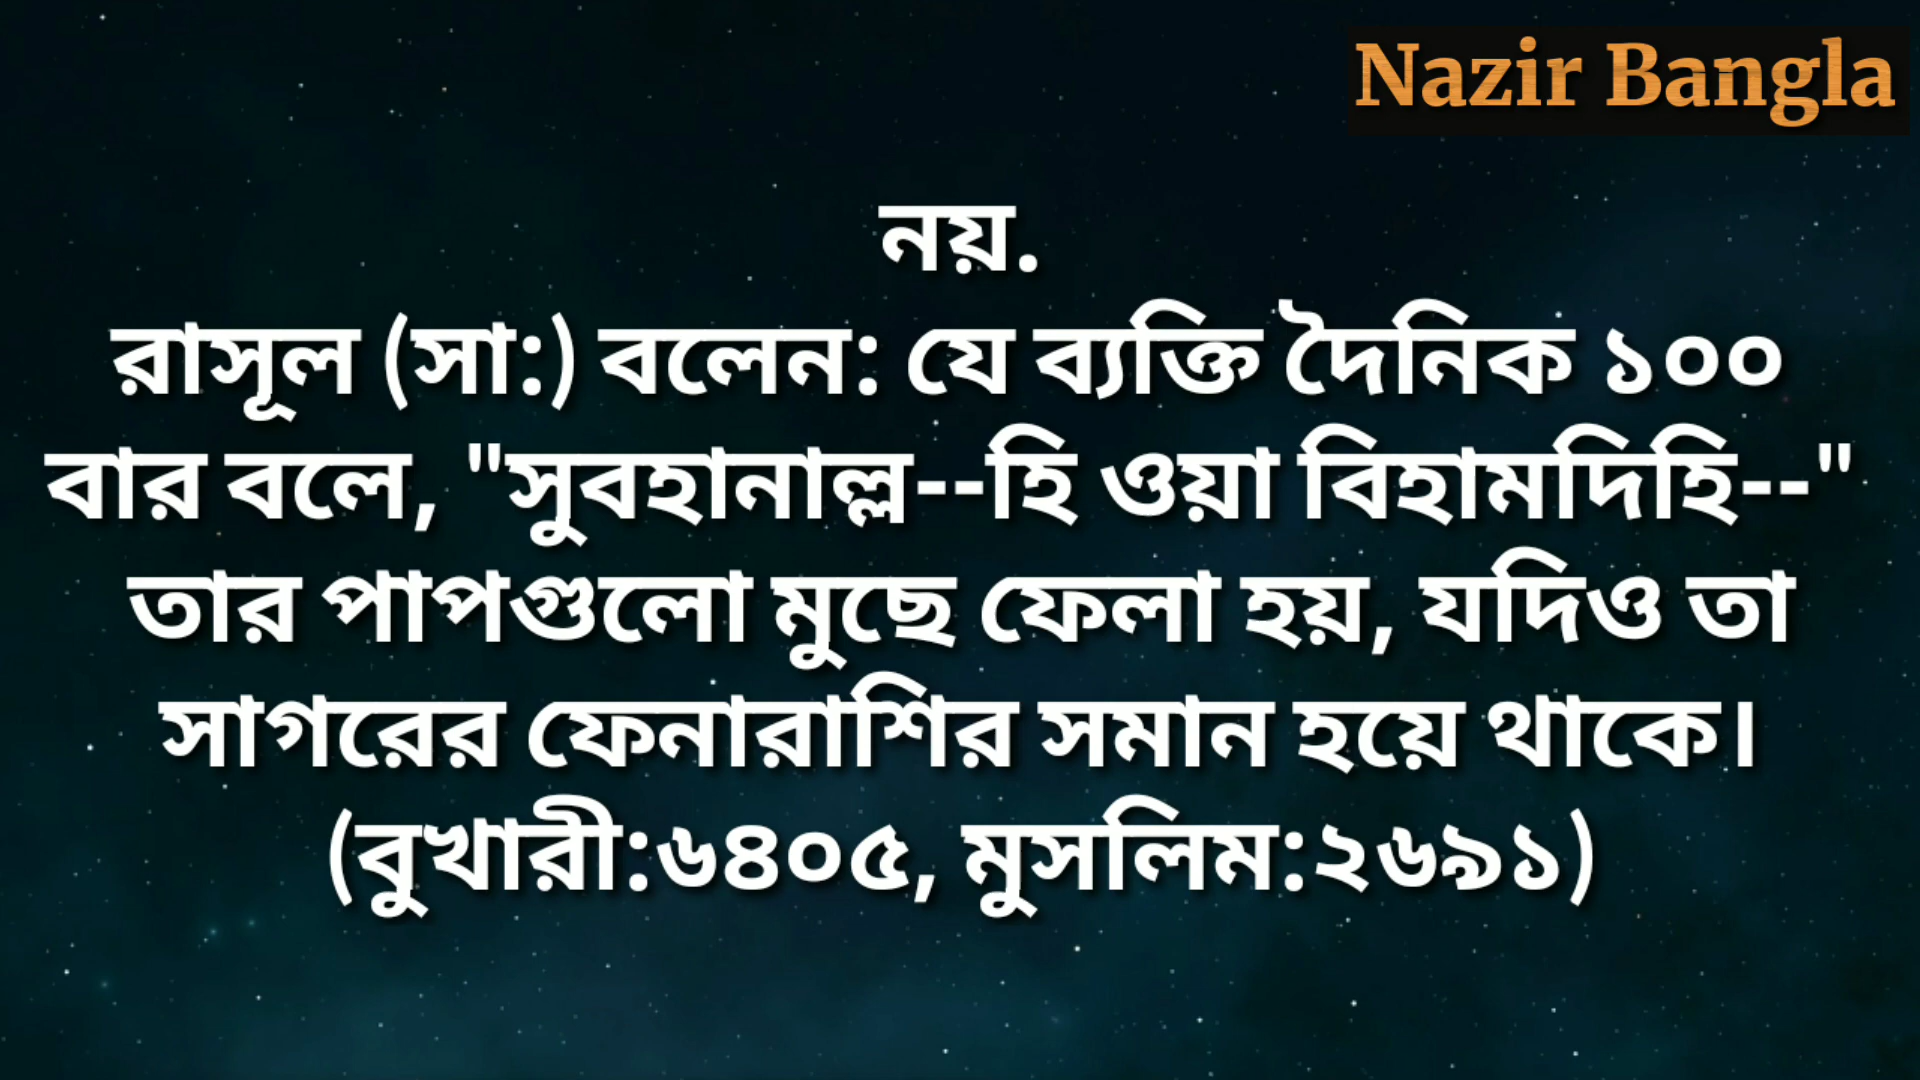 Nazir Bangla
নয়.
রাসূল (সা:) বলেন: যে ব্যক্তি দৈনিক ১০০
বার বলে, "সুবহানাল্ল--হি ওয়া বিহামদিহি--"
তার পাপগুলো মুছে ফেলা হয়, যদিও তা
সাগরের ফেনারাশির সমান হয়ে থাকে।
(বুখারী:৬৪০৫, মুসলিম:২৬৯১)